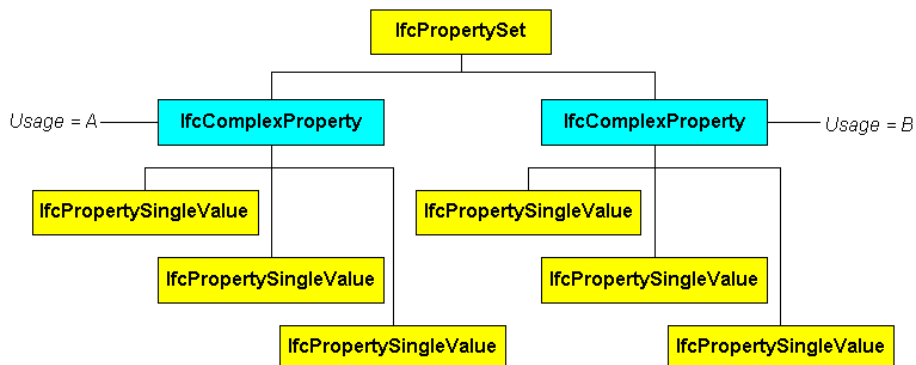 IfcPropertySet
Usage = A
IfcComplexProperty
IfcComplexProperty
Usage = B
IfcPropertySingleValue
IfcPropertySingleValue
IfcPropertySingleValue
IfcPropertySingleValue
IfcPropertySingleValue
IfcPropertySingleValue